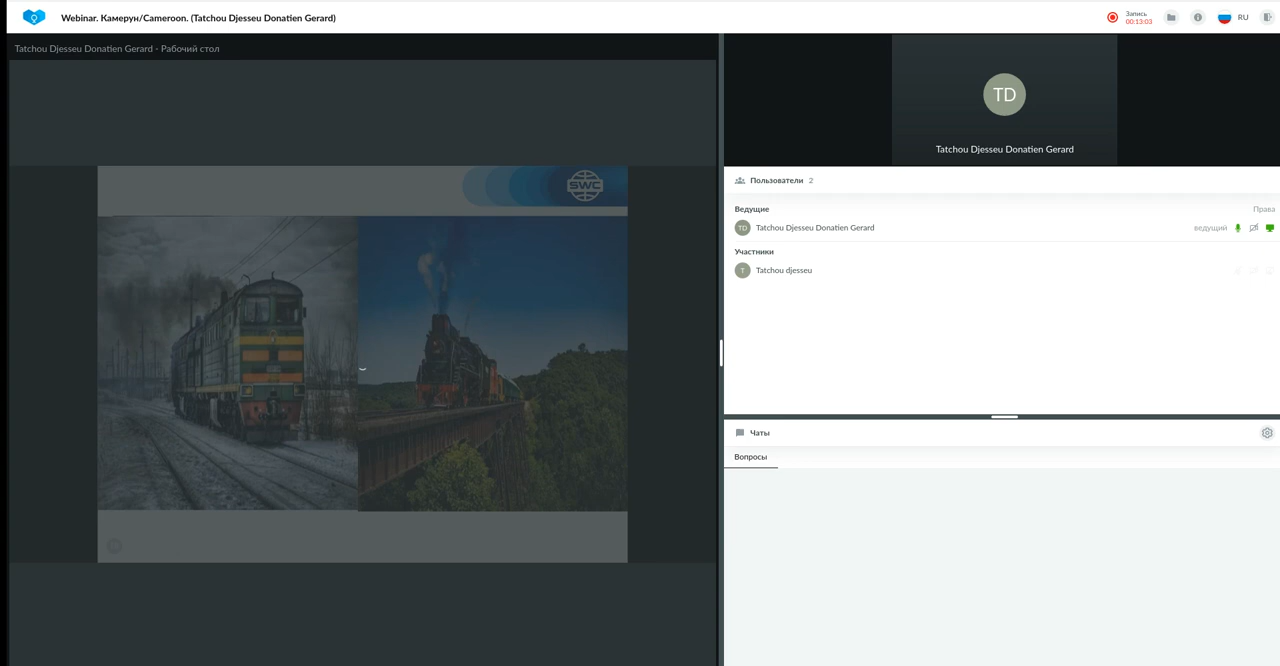 Webinar. Камерун/Cameroon. (Tatchou Djesseu Donatien Gerard)
Запись
00:13:03
RU
Tatchou Djesseu Donatien Gerard - Рабочий стол
SWC
TD
Tatchou Djesseu Donatien Gerard
Пользователи 2
Ведущие Права
TD Tatchou Djesseu Donatien Gerard ведущий
Участники
T Tatchou djesseu
Чаты
Вопросы